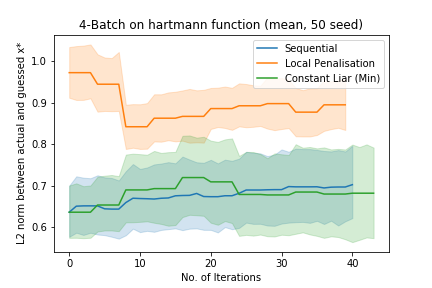 4-Batch on hartmann function (mean, 50 seed)
Sequential
Local Penalisation
Constant Liar (Min)
L2 norm between actual and guessed x*
1.0
0.9
0.8
0.7
0.6
0
10
20
30
40
No. of Iterations